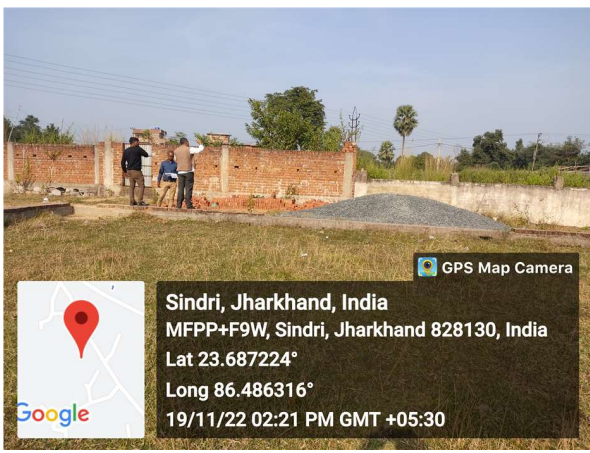 GPS Map Camera
Sindri, Jharkhand, India
MFPP+F9W, Sindri, Jharkhand 828130, India
Lat 23.687224°
Long 86.486316°
19/11/22 02:21 PM GMT +05:30
Google